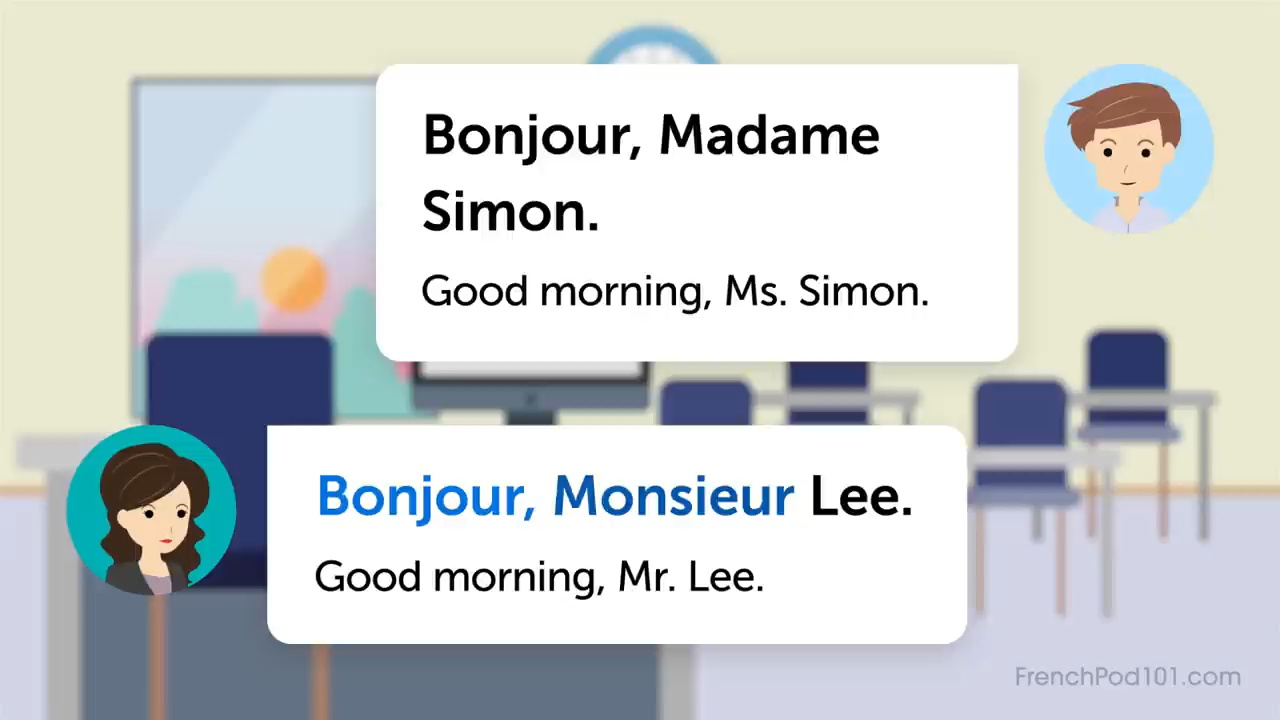 Bonjour, Madame
Simon.
Good morning, Ms. Simon.
Bonjour, Monsieur Lee.
Good morning, Mr. Lee.
FrenchPod101.com